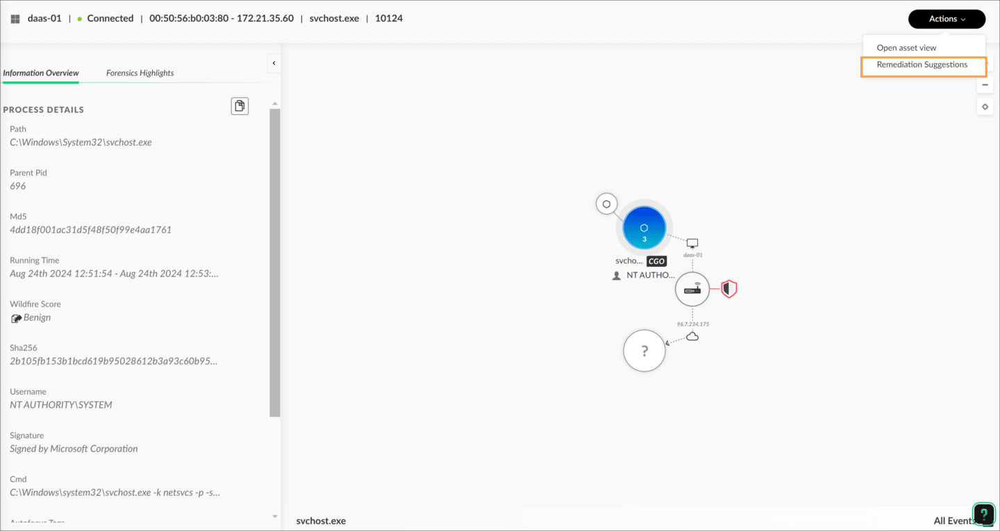 daas-01 | Connected | 00:50:56:b0:03:80 - 172.21.35.60 | svchost.exe | 10124
Actions
Open asset view
Remediation Suggestions
Information Overview Forensics Highlights
PROCESS DETAILS
Path
C:\Windows\System32\svchost.exe
Parent Pid
696
Md5
4dd18f001ac31d5f48f50f99e4aa1761
Running Time
Aug 24th 2024 12:51:54 - Aug 24th 2024 12:53:...
Wildfire Score
Benign
Sha256
2b105fb153b1bcd619b95028612b3a93c60b95...
Username
NT AUTHORITY\SYSTEM
Signature
Signed by Microsoft Corporation
Cmd
C:\Windows\system32\svchost.exe -k netsvcs -p -s...
Autofocus Tags
3
svcho... CGO
NT AUTHO...
daas-01
96.7.234.175
?
svchost.exe
All Events
?